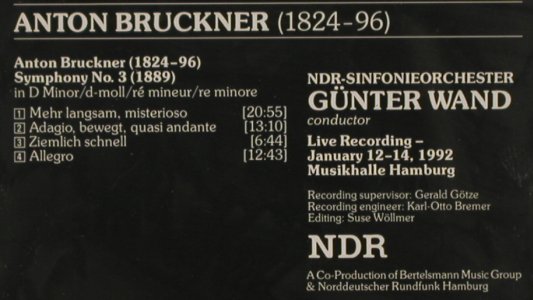 ANTON BRUCKNER (1824-96)
Anton Bruckner (1824-96)
Symphony No. 3 (1889)
in D Minor/d-moll/ré mineur/re minore
1 Mehr langsam, misterioso [20:55]
2 Adagio, bewegt, quasi andante [13:10]
3 Ziemlich schnell [6:44]
4 Allegro [12:43]
NDR-SINFONIEORCHESTER
GÜNTER WAND
conductor
Live Recording –
January 12-14, 1992
Musikhalle Hamburg
Recording supervisor: Gerald Götze
Recording engineer: Karl-Otto Bremer
Editing: Suse Wöllmer
NDR
A Co-Production of Bertelsmann Music Group
& Norddeutscher Rundfunk Hamburg